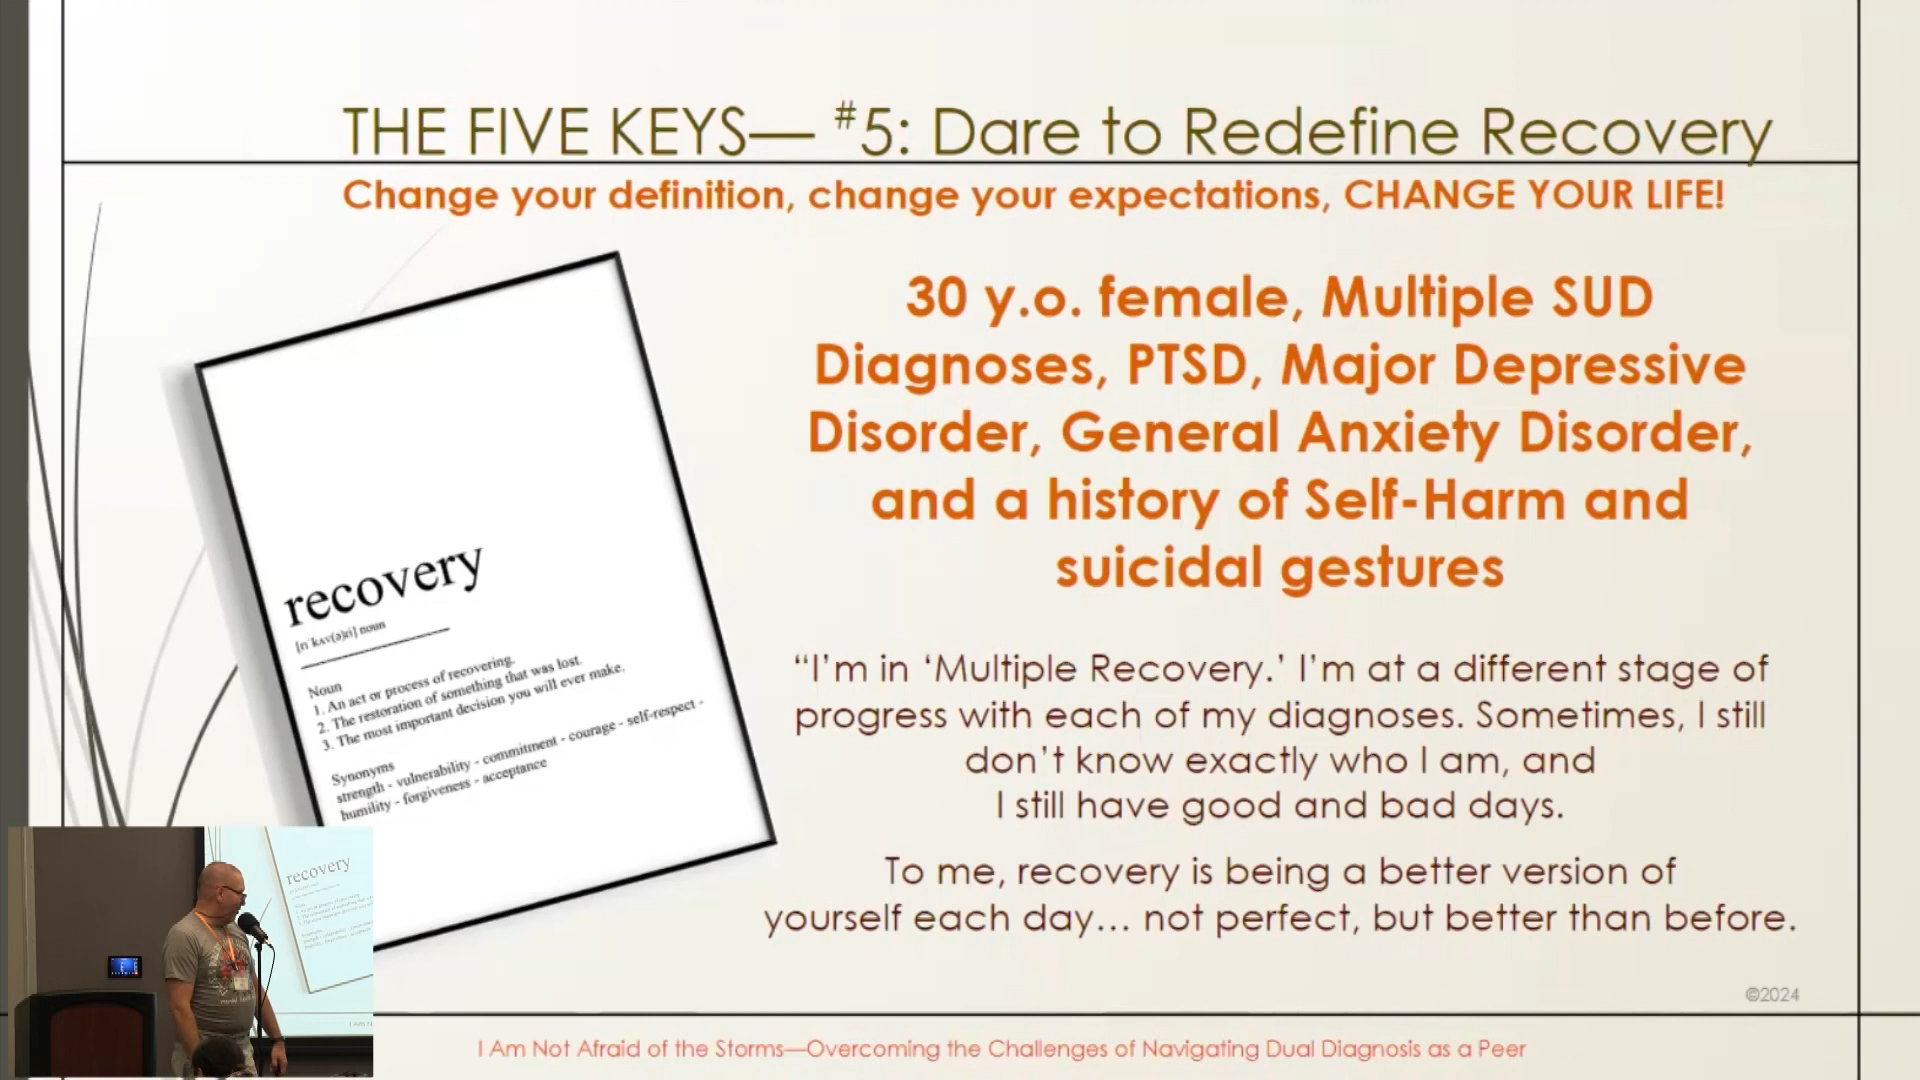 THE FIVE KEYS— #5: Dare to Redefine Recovery
Change your definition, change your expectations, CHANGE YOUR LIFE!
30 y.o. female, Multiple SUD
Diagnoses, PTSD, Major Depressive
Disorder, General Anxiety Disorder,
and a history of Self-Harm and
suicidal gestures
recovery
noun
Noun
1. An act or process of recovering.
2. The restoration of something that was lost.
3. The most important decision you will ever make.
Synonyms
strength - vulnerability - commitment - courage - self-respect -
humility - forgiveness - acceptance
“I’m in ‘Multiple Recovery.’ I’m at a different stage of
progress with each of my diagnoses. Sometimes, I still
don’t know exactly who I am, and
I still have good and bad days.
To me, recovery is being a better version of
yourself each day… not perfect, but better than before.
©2024
I Am Not Afraid of the Storms—Overcoming the Challenges of Navigating Dual Diagnosis as a Peer
recovery